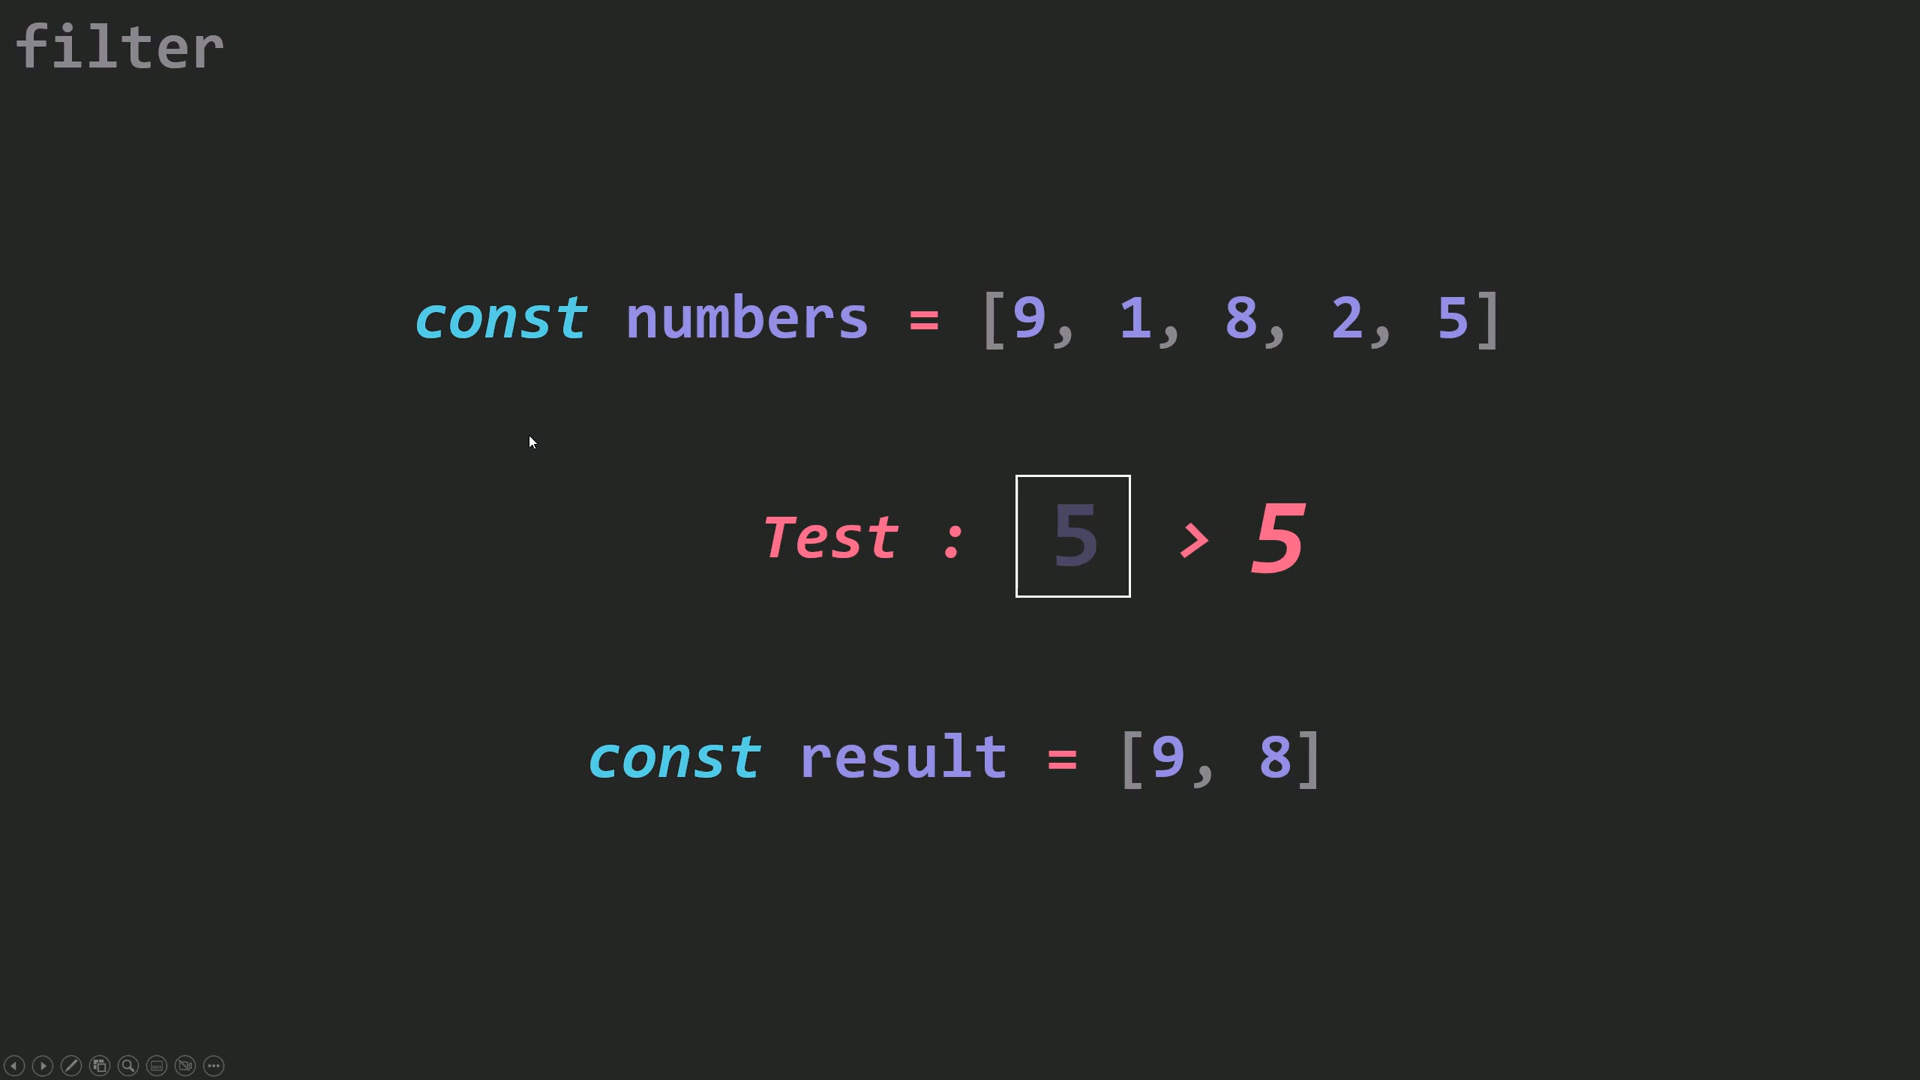 filter
const numbers = [9, 1, 8, 2, 5]
Test : 5 > 5
const result = [9, 8]